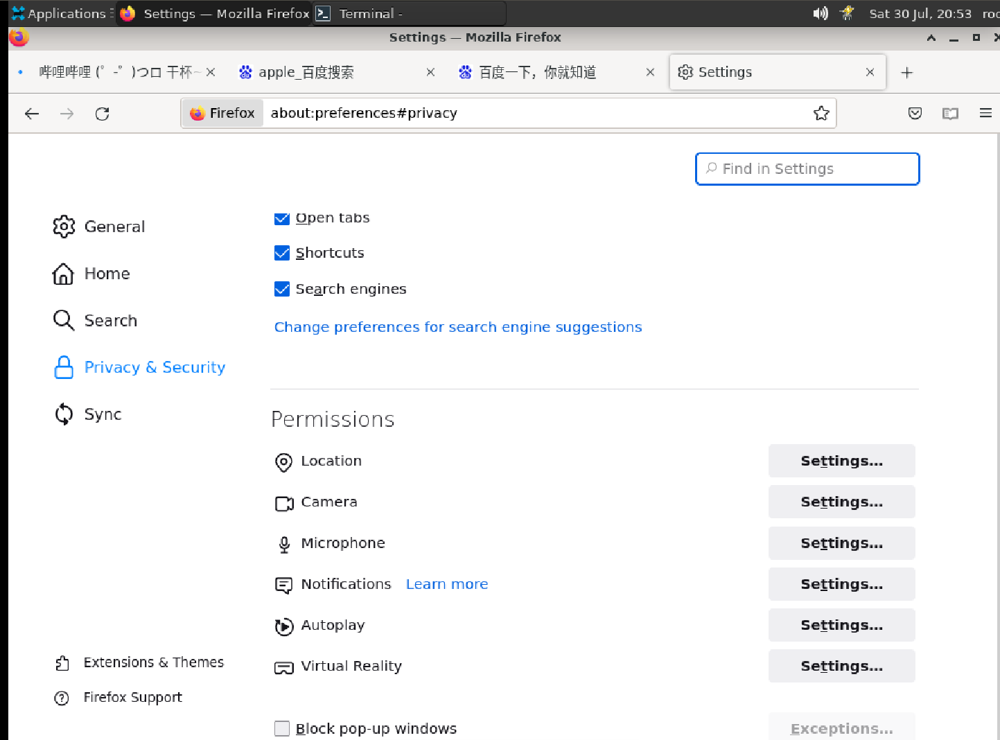 Applications Settings — Mozilla Firefox Terminal - Sat 30 Jul, 20:53
Settings — Mozilla Firefox
哔哩哔哩 (゜-゜)つロ 干杯~ apple_百度搜索 百度一下，你就知道 Settings
Firefox about:preferences#privacy
Find in Settings
Open tabs
General
Shortcuts
Home
Search engines
Search
Change preferences for search engine suggestions
Privacy & Security
Sync
Permissions
Location Settings...
Camera Settings...
Microphone Settings...
Notifications Learn more Settings...
Autoplay Settings...
Extensions & Themes
Virtual Reality Settings...
Firefox Support
Block pop-up windows Exceptions...